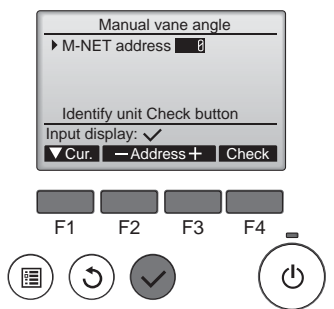 Manual vane angle
M-NET address 0
Identify unit Check button
Input display: ✓
▼Cur. −Address+ Check
F1 F2 F3 F4